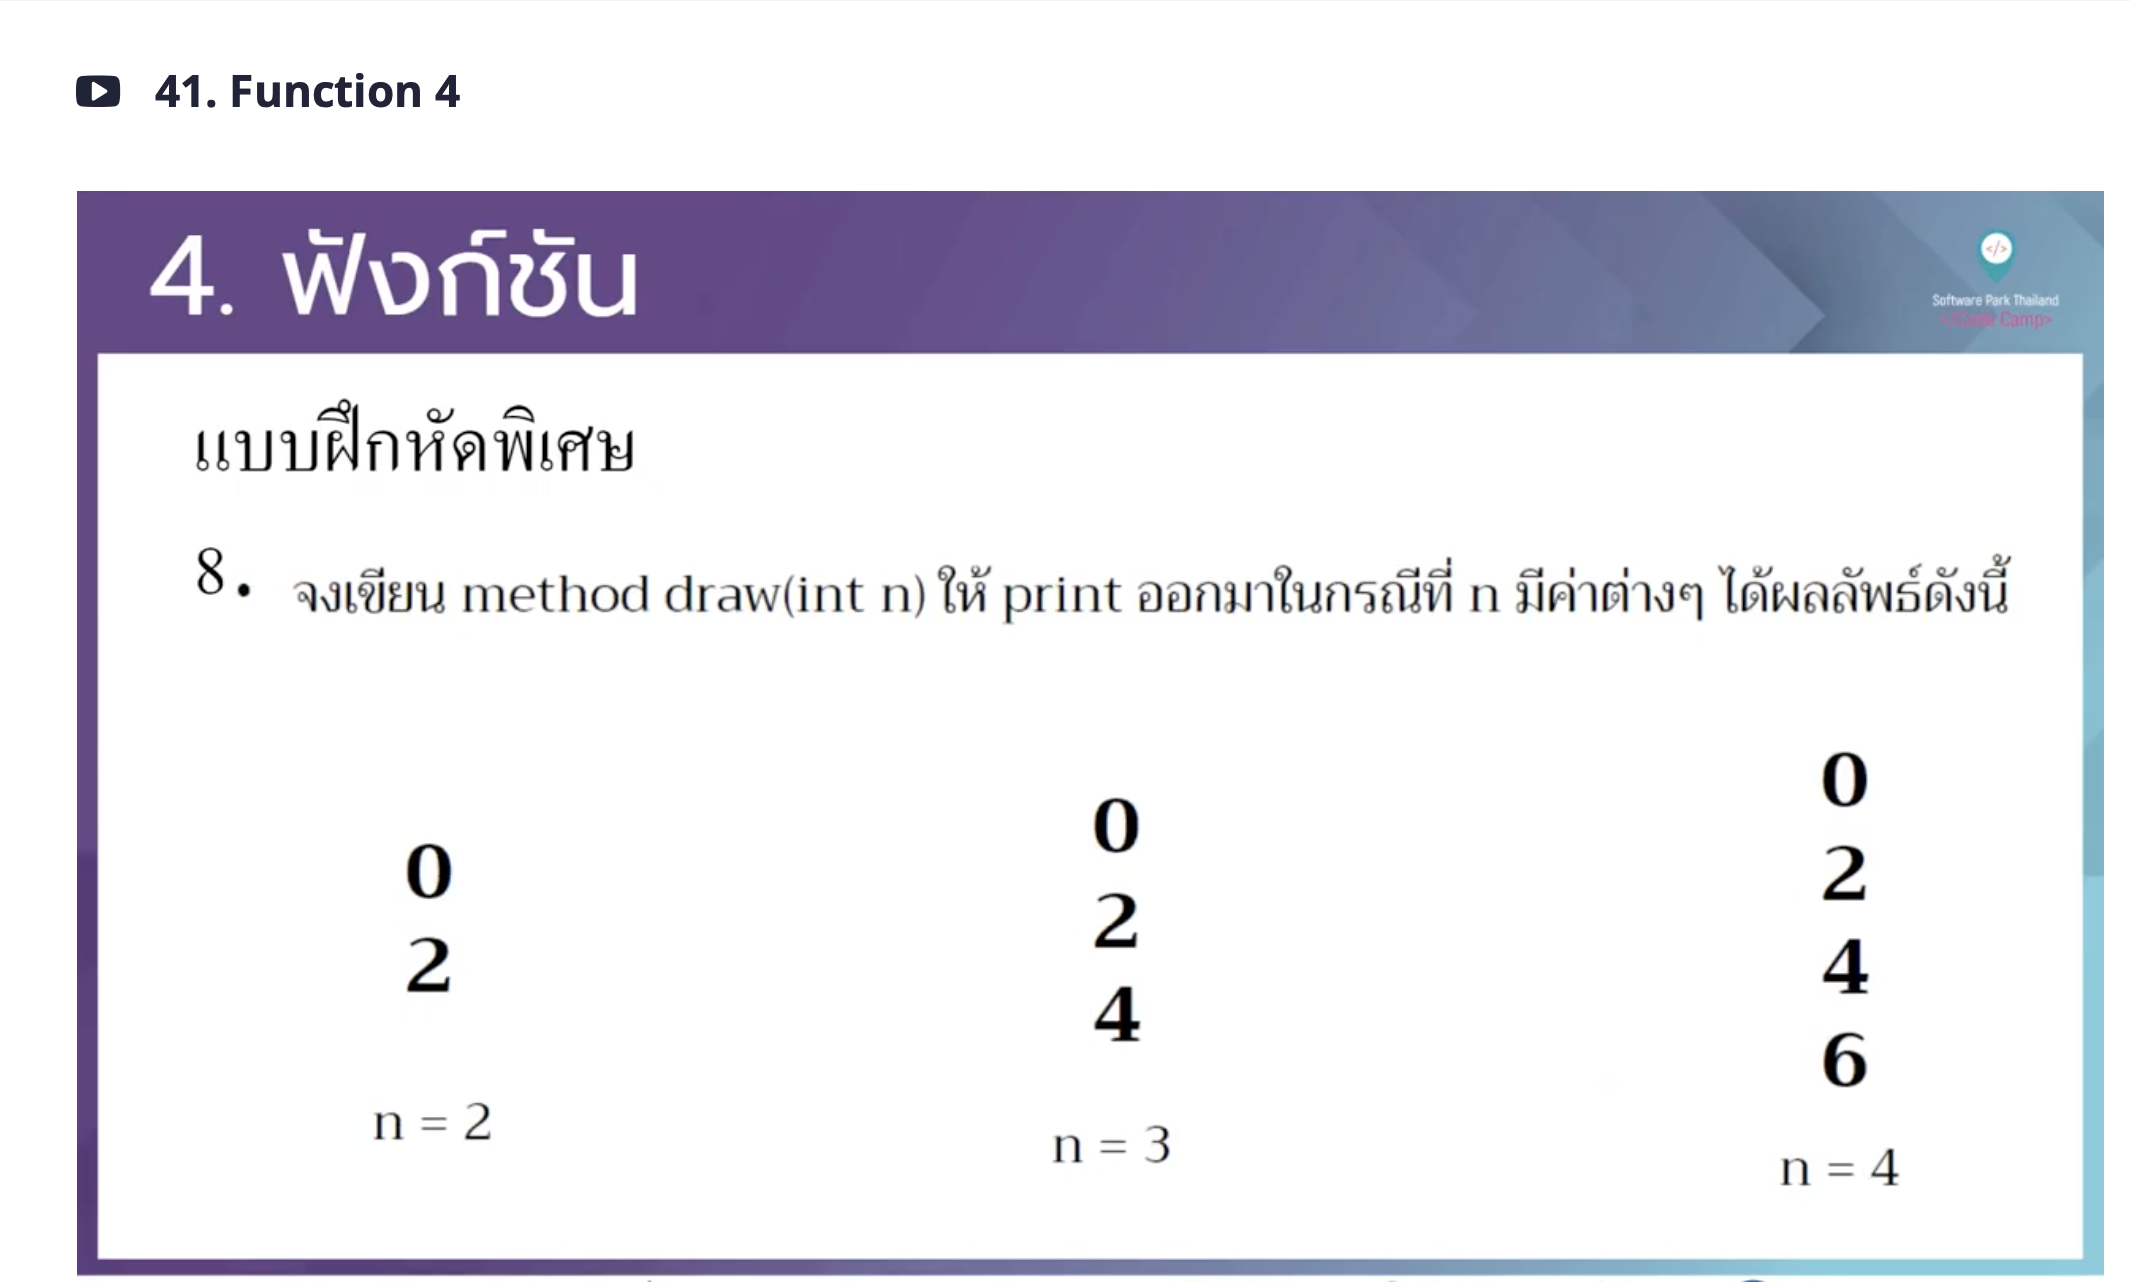 41. Function 4
4. ฟังก์ชัน
</>
Software Park Thailand
</Code Camp>
แบบฝึกหัดพิเศษ
8. จงเขียน method draw(int n) ให้ print ออกมาในกรณีที่ n มีค่าต่างๆ ได้ผลลัพธ์ดังนี้
0
2
n = 2
0
2
4
n = 3
0
2
4
6
n = 4